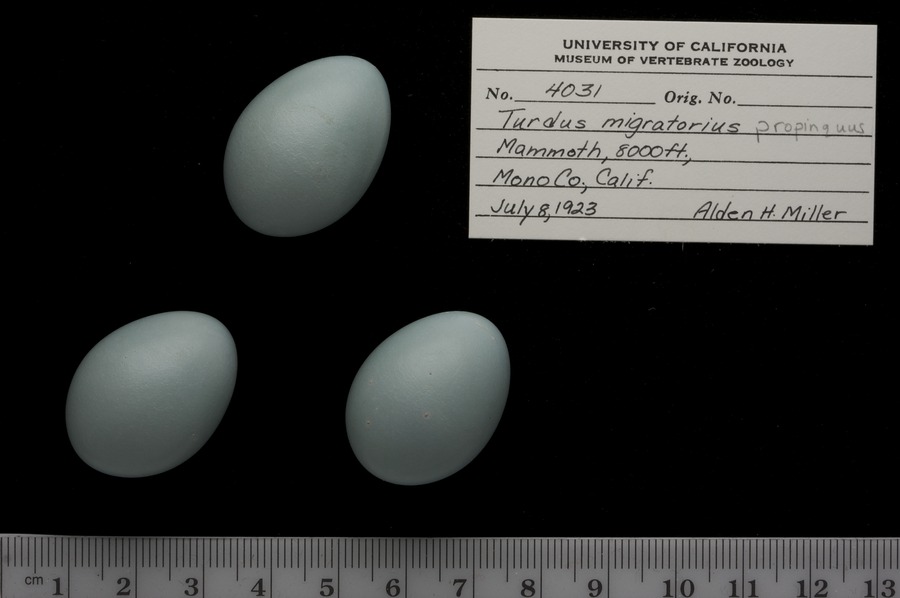 UNIVERSITY OF CALIFORNIA
MUSEUM OF VERTEBRATE ZOOLOGY
No. 4031 Orig. No.
Turdus migratorius propinquus
Mammoth, 8000ft.,
Mono Co., Calif.
July 8, 1923 Alden H. Miller
cm 1 2 3 4 5 6 7 8 9 10 11 12 13